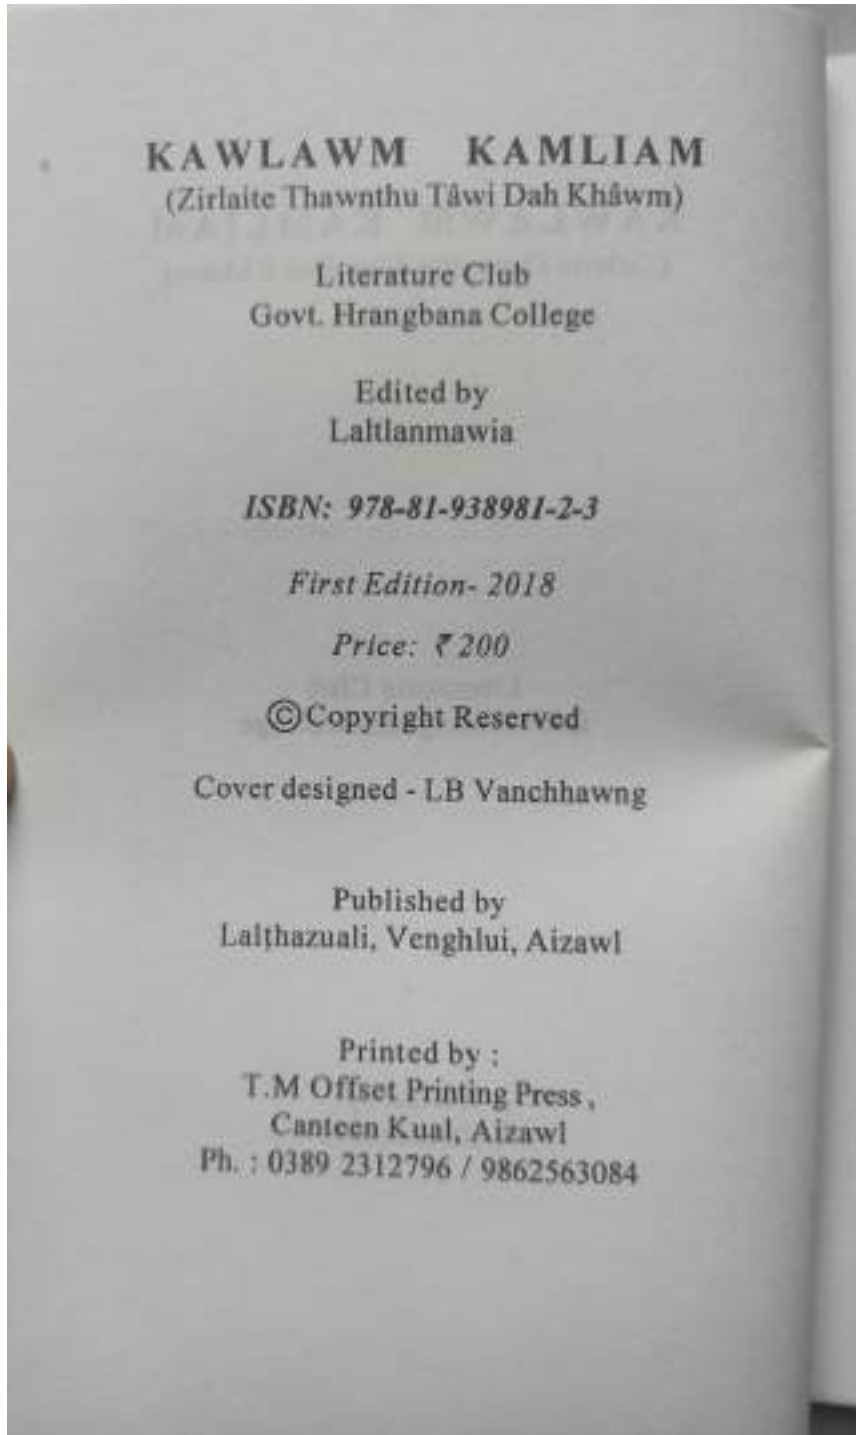 KAWLAWM KAMLIAM
(Zirlaite Thawnthu Tâwi Dah Khâwm)
Literature Club
Govt. Hrangbana College
Edited by
Laltlanmawia
ISBN: 978-81-938981-2-3
First Edition- 2018
Price: ₹ 200
©Copyright Reserved
Cover designed - LB Vanchhawng
Published by
Lalṭhazuali, Venghlui, Aizawl
Printed by :
T.M Offset Printing Press ,
Canteen Kual, Aizawl
Ph. : 0389 2312796 / 9862563084